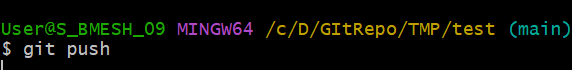 User@S_BMESH_09 MINGW64 /c/D/GItRepo/TMP/test (main)
$ git push